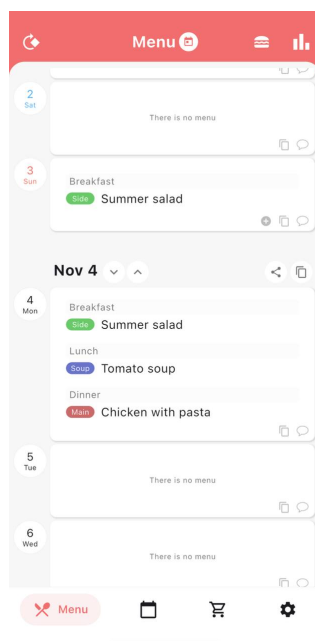 Menu
2
Sat
There is no menu
3
Sun
Breakfast
Side Summer salad
Nov 4
4
Mon
Breakfast
Side Summer salad
Lunch
Soup Tomato soup
Dinner
Main Chicken with pasta
5
Tue
There is no menu
6
Wed
There is no menu
Menu